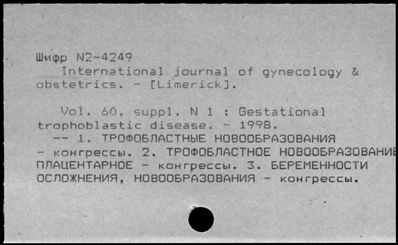 Шифр N2-4249
International journal of gynecology &
obstetrics. - [Limerick].
Vol. 60, suppl. N 1 : Gestational
trophoblastic disease. - 1998.
-- 1. ТРОФОБЛАСТНЫЕ НОВООБРАЗОВАНИЯ
- конгрессы. 2. ТРОФОБЛАСТНОЕ НОВООБРАЗОВАНИЕ
ПЛАЦЕНТАРНОЕ - конгрессы. 3. БЕРЕМЕННОСТИ
ОСЛОЖНЕНИЯ, НОВООБРАЗОВАНИЯ - конгрессы.